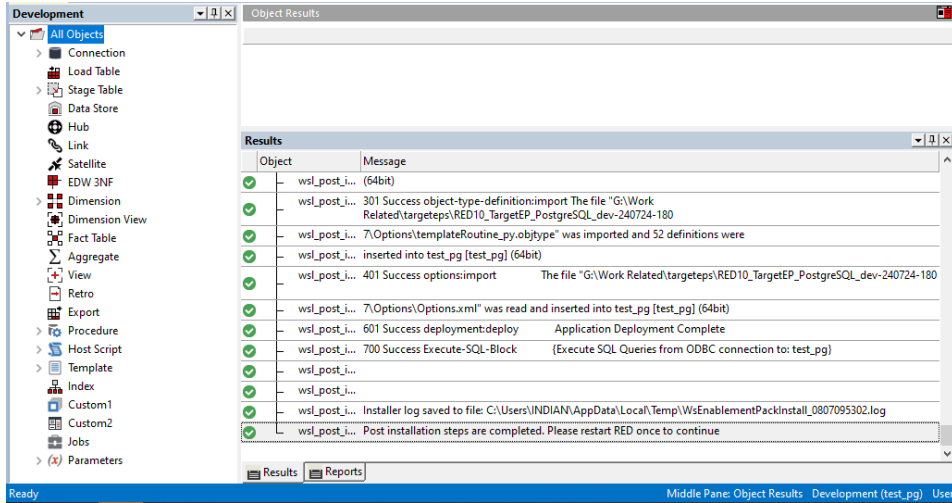 Development
All Objects
Connection
Load Table
Stage Table
Data Store
Hub
Link
Satellite
EDW 3NF
Dimension
Dimension View
Fact Table
Aggregate
View
Retro
Export
Procedure
Host Script
Template
Index
Custom1
Custom2
Jobs
(x) Parameters
Object Results
Results
Object Message
wsl_post_i... (64bit)
wsl_post_i... 301 Success object-type-definition:import The file "G:\Work
Related\targeteps\RED10_TargetEP_PostgreSQL_dev-240724-180
wsl_post_i... 7\Options\templateRoutine_py.objtype" was imported and 52 definitions were
wsl_post_i... inserted into test_pg [test_pg] (64bit)
wsl_post_i... 401 Success options:import The file "G:\Work Related\targeteps\RED10_TargetEP_PostgreSQL_dev-240724-180
wsl_post_i... 7\Options\Options.xml" was read and inserted into test_pg [test_pg] (64bit)
wsl_post_i... 601 Success deployment:deploy Application Deployment Complete
wsl_post_i... 700 Success Execute-SQL-Block {Execute SQL Queries from ODBC connection to: test_pg}
wsl_post_i...
wsl_post_i...
wsl_post_i... Installer log saved to file: C:\Users\INDIAN\AppData\Local\Temp\WsEnablementPackInstall_0807095302.log
wsl_post_i... Post installation steps are completed. Please restart RED once to continue
Results Reports
Ready Middle Pane: Object Results Development (test_pg) Use